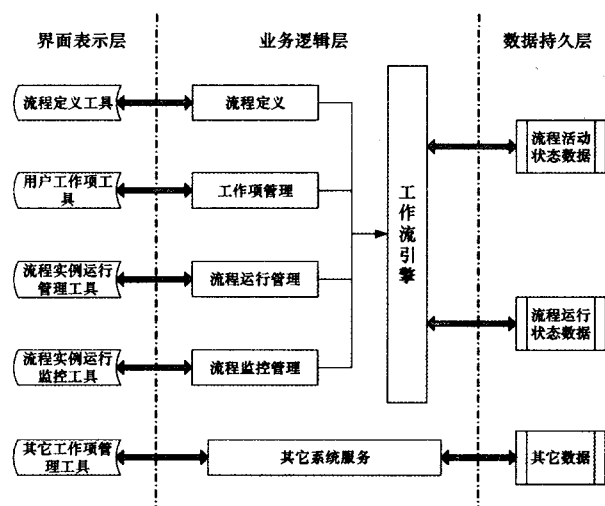 界面表示层
业务逻辑层
数据持久层
流程定义工具
流程定义
用户工作项工
具
工作项管理
流程实例运行
管理工具
流程运行管理
流程实例运行
监控工具
流程监控管理
工作流引擎
流程活动
状态数据
流程运行
状态数据
其它工作项管
理工具
其它系统服务
其它数据